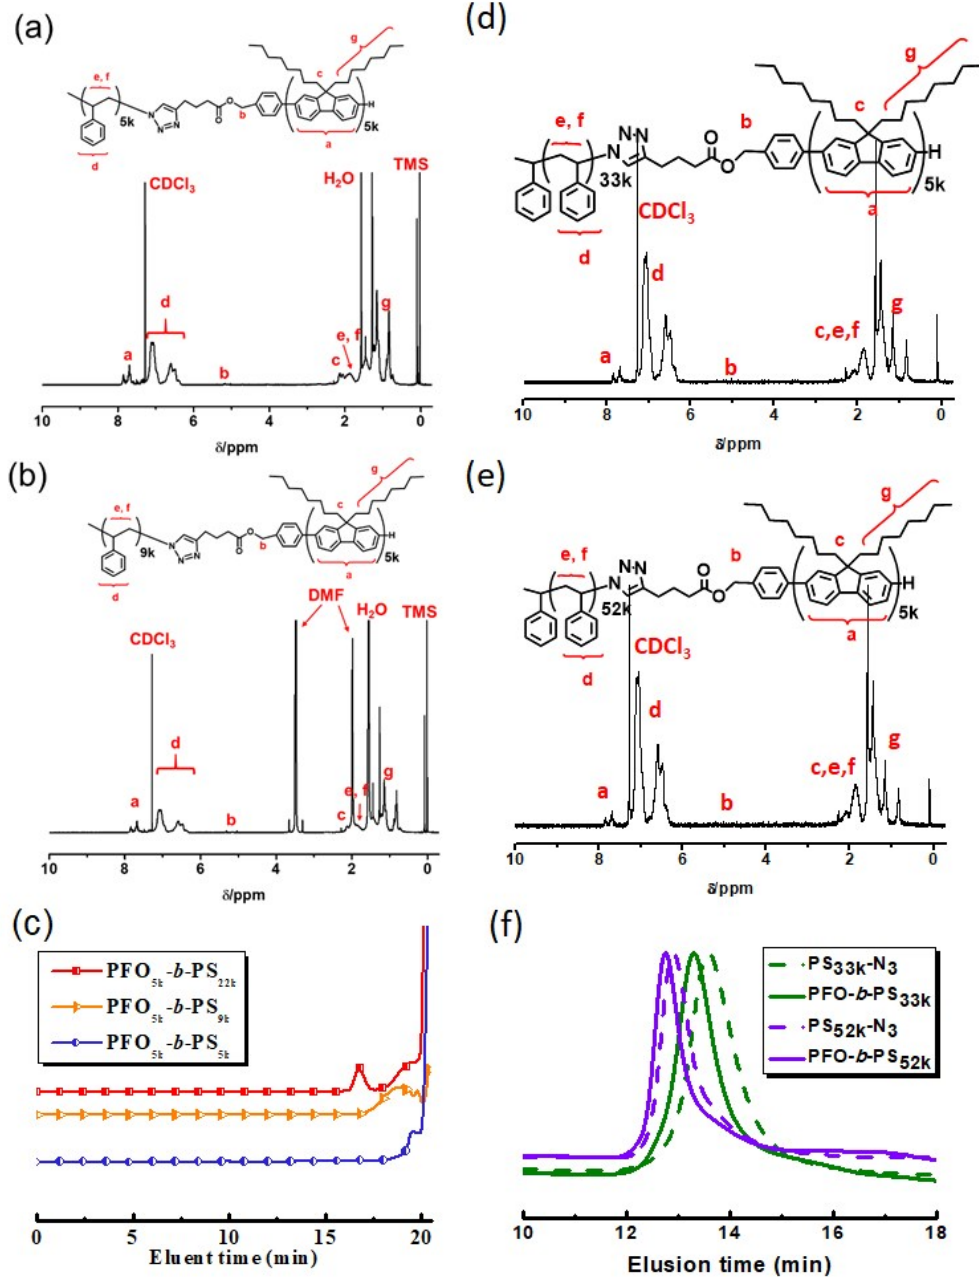 (a)
g
e, f
c
5k
N
N=N
O
O
b
H
5k
a
d
CDCl3
H2O
TMS
d
a
b
c
e, f
g
10 8 6 4 2 0
δ/ppm
(b)
g
e, f
c
9k
N
N=N
O
O
b
H
5k
a
d
DMF
H2O
TMS
CDCl3
d
a
b
c
e, f
g
10 8 6 4 2 0
δ/ppm
(c)
PFO5k-b-PS22k
PFO5k-b-PS9k
PFO5k-b-PS5k
0 5 10 15 20
Eluent time (min)
(d)
g
c
e, f
N=N
N
33k
O
O
b
H
5k
a
d
CDCl3
d
a
b
c,e,f
g
10 8 6 4 2 0
δ/ppm
(e)
g
c
e, f
N=N
N
52k
O
O
b
H
5k
a
d
CDCl3
d
a
b
c,e,f
g
10 8 6 4 2 0
δ/ppm
(f)
PS33k-N3
PFO-b-PS33k
PS52k-N3
PFO-b-PS52k
10 12 14 16 18
Elusion time (min)